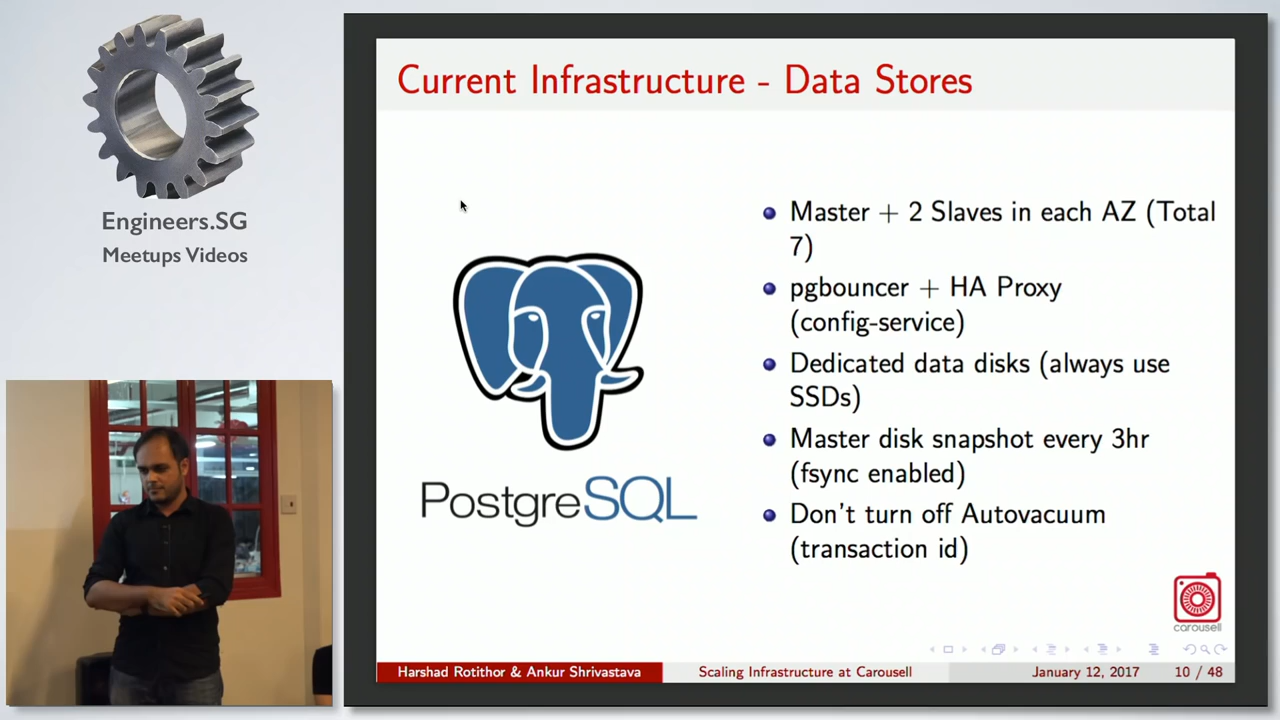 Engineers.SG
Meetups Videos
Current Infrastructure - Data Stores
PostgreSQL
Master + 2 Slaves in each AZ (Total
7)
pgbouncer + HA Proxy
(config-service)
Dedicated data disks (always use
SSDs)
Master disk snapshot every 3hr
(fsync enabled)
Don't turn off Autovacuum
(transaction id)
carousell
Harshad Rotithor & Ankur Shrivastava
Scaling Infrastructure at Carousell
January 12, 2017
10 / 48